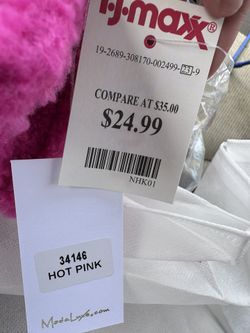 t·j·maxx®
19-2689-308170-002499-23-9
COMPARE AT $35.00
$24.99
NHK01
34146
HOT PINK
ModaLuxe.com